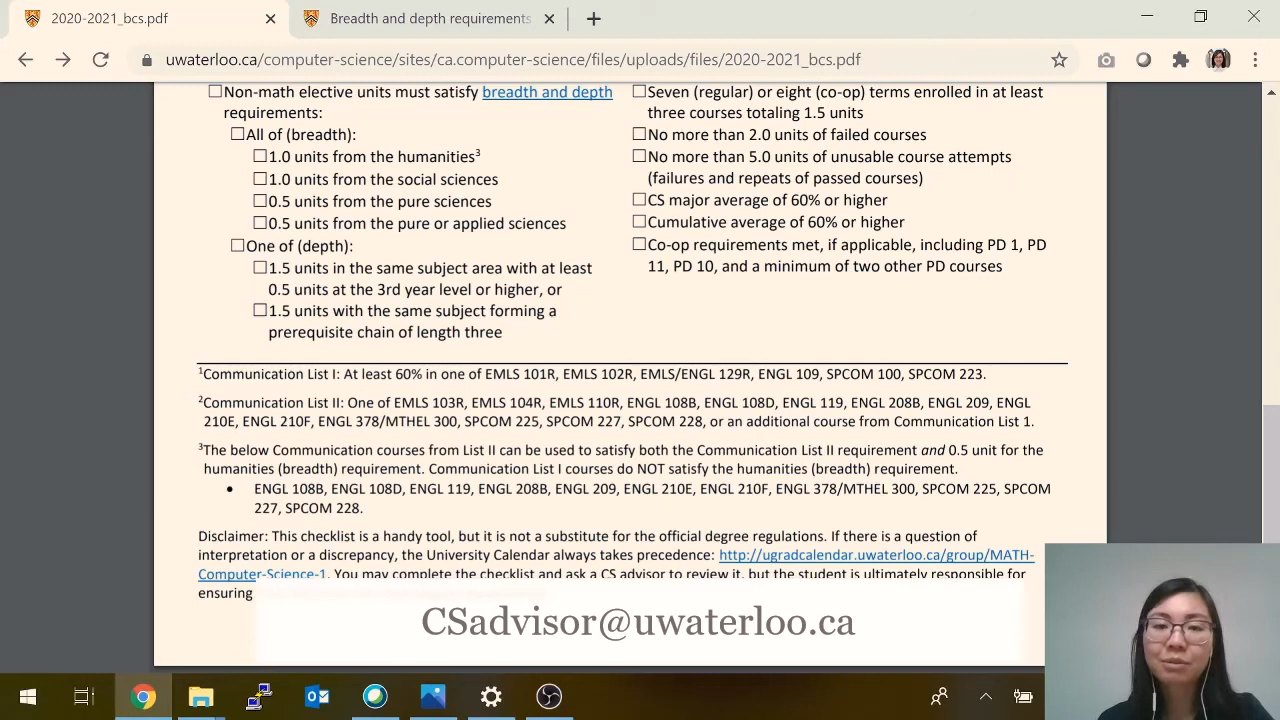 2020-2021_bcs.pdf
Breadth and depth requirements
uwaterloo.ca/computer-science/sites/ca.computer-science/files/uploads/files/2020-2021_bcs.pdf
☐Non-math elective units must satisfy breadth and depth
requirements:
☐All of (breadth):
☐1.0 units from the humanities³
☐1.0 units from the social sciences
☐0.5 units from the pure sciences
☐0.5 units from the pure or applied sciences
☐One of (depth):
☐1.5 units in the same subject area with at least
0.5 units at the 3rd year level or higher, or
☐1.5 units with the same subject forming a
prerequisite chain of length three
☐Seven (regular) or eight (co-op) terms enrolled in at least
three courses totaling 1.5 units
☐No more than 2.0 units of failed courses
☐No more than 5.0 units of unusable course attempts
(failures and repeats of passed courses)
☐CS major average of 60% or higher
☐Cumulative average of 60% or higher
☐Co-op requirements met, if applicable, including PD 1, PD
11, PD 10, and a minimum of two other PD courses
¹Communication List I: At least 60% in one of EMLS 101R, EMLS 102R, EMLS/ENGL 129R, ENGL 109, SPCOM 100, SPCOM 223.
²Communication List II: One of EMLS 103R, EMLS 104R, EMLS 110R, ENGL 108B, ENGL 108D, ENGL 119, ENGL 208B, ENGL 209, ENGL
210E, ENGL 210F, ENGL 378/MTHEL 300, SPCOM 225, SPCOM 227, SPCOM 228, or an additional course from Communication List 1.
³The below Communication courses from List II can be used to satisfy both the Communication List II requirement and 0.5 unit for the
humanities (breadth) requirement. Communication List I courses do NOT satisfy the humanities (breadth) requirement.
• ENGL 108B, ENGL 108D, ENGL 119, ENGL 208B, ENGL 209, ENGL 210E, ENGL 210F, ENGL 378/MTHEL 300, SPCOM 225, SPCOM
227, SPCOM 228.
Disclaimer: This checklist is a handy tool, but it is not a substitute for the official degree regulations. If there is a question of
interpretation or a discrepancy, the University Calendar always takes precedence: http://ugradcalendar.uwaterloo.ca/group/MATH-
Computer-Science-1. You may complete the checklist and ask a CS advisor to review it, but the student is ultimately responsible for
ensuring
CSadvisor@uwaterloo.ca